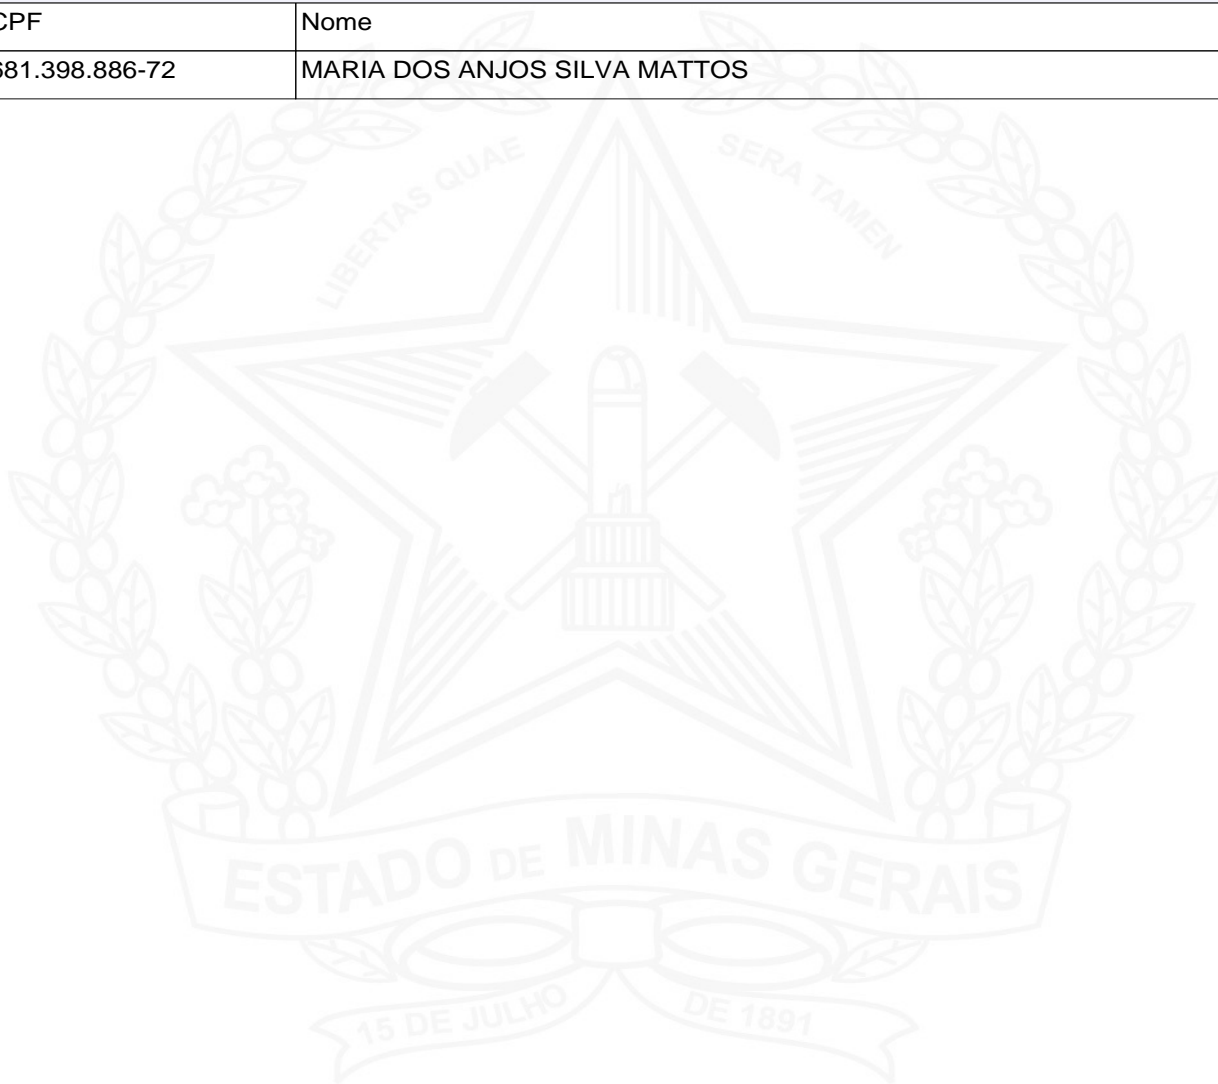 CPF Nome
681.398.886-72 MARIA DOS ANJOS SILVA MATTOS
LIBERTAS QUAE SERA TAMEN
ESTADO DE MINAS GERAIS
15 DE JULHO DE 1891